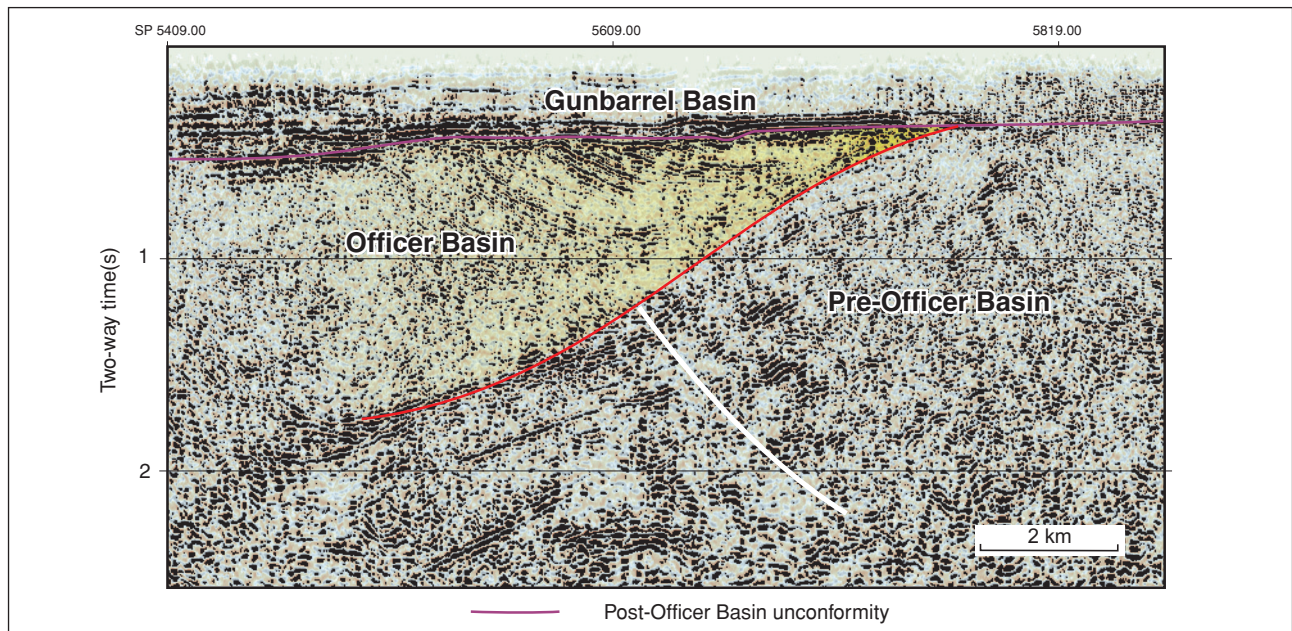 SP 5409.00 5609.00 5819.00
Gunbarrel Basin
Officer Basin
1
Pre-Officer Basin
Two-way time(s)
2
2 km
Post-Officer Basin unconformity